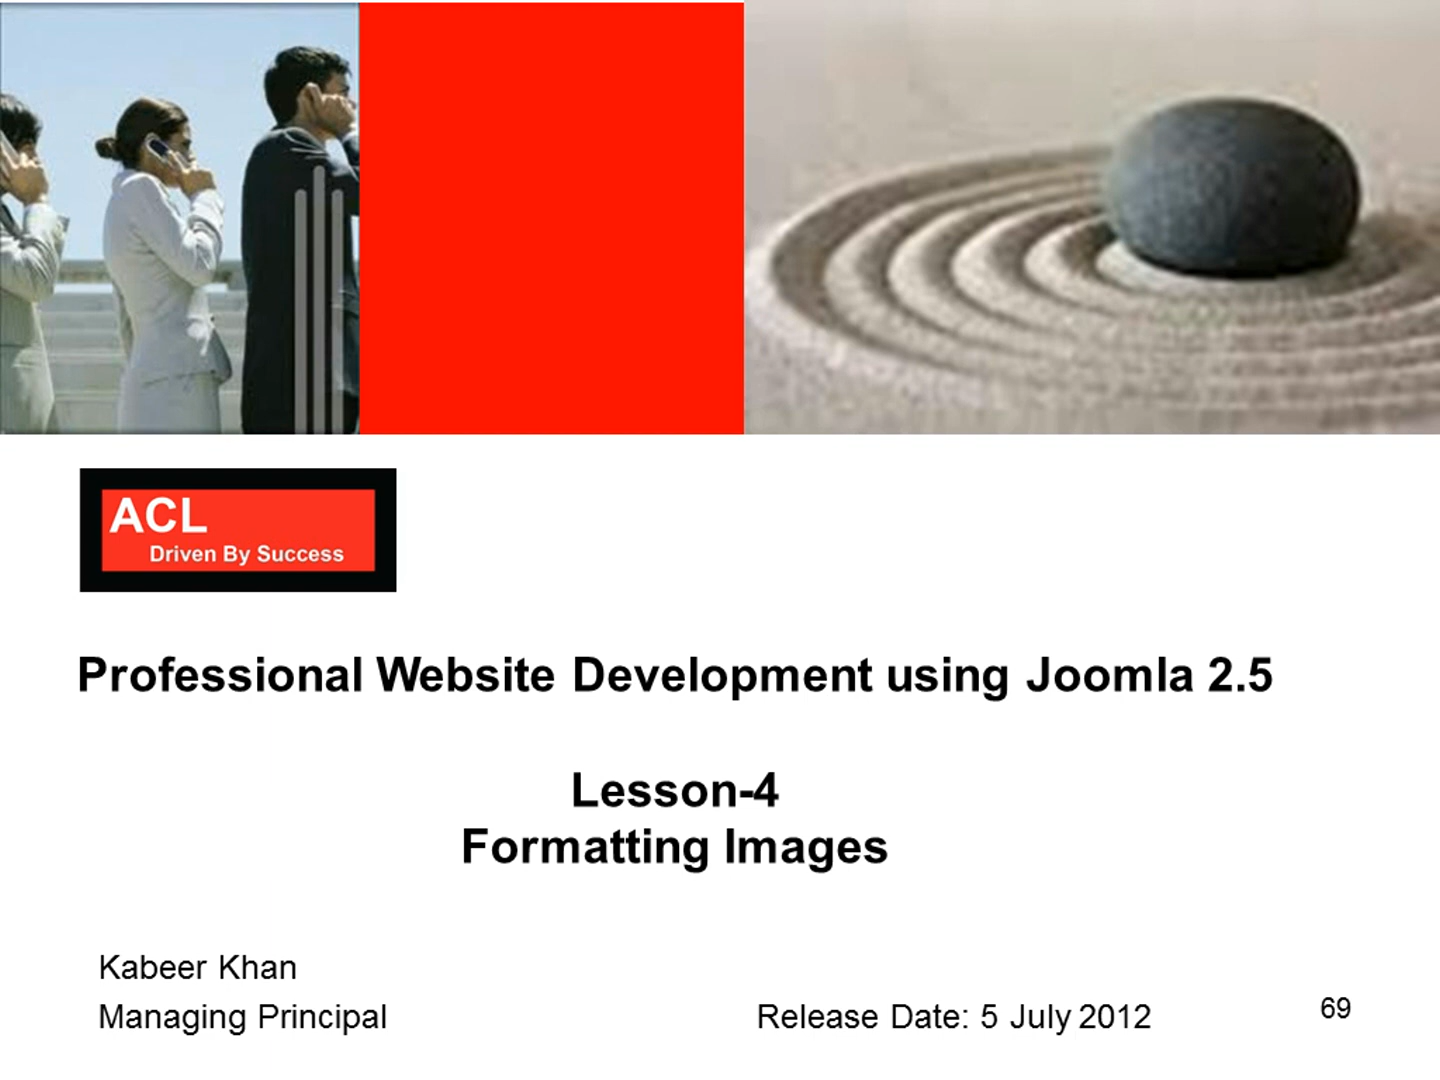 ACL
Driven By Success
Professional Website Development using Joomla 2.5
Lesson-4
Formatting Images
Kabeer Khan
Managing Principal
Release Date: 5 July 2012
69